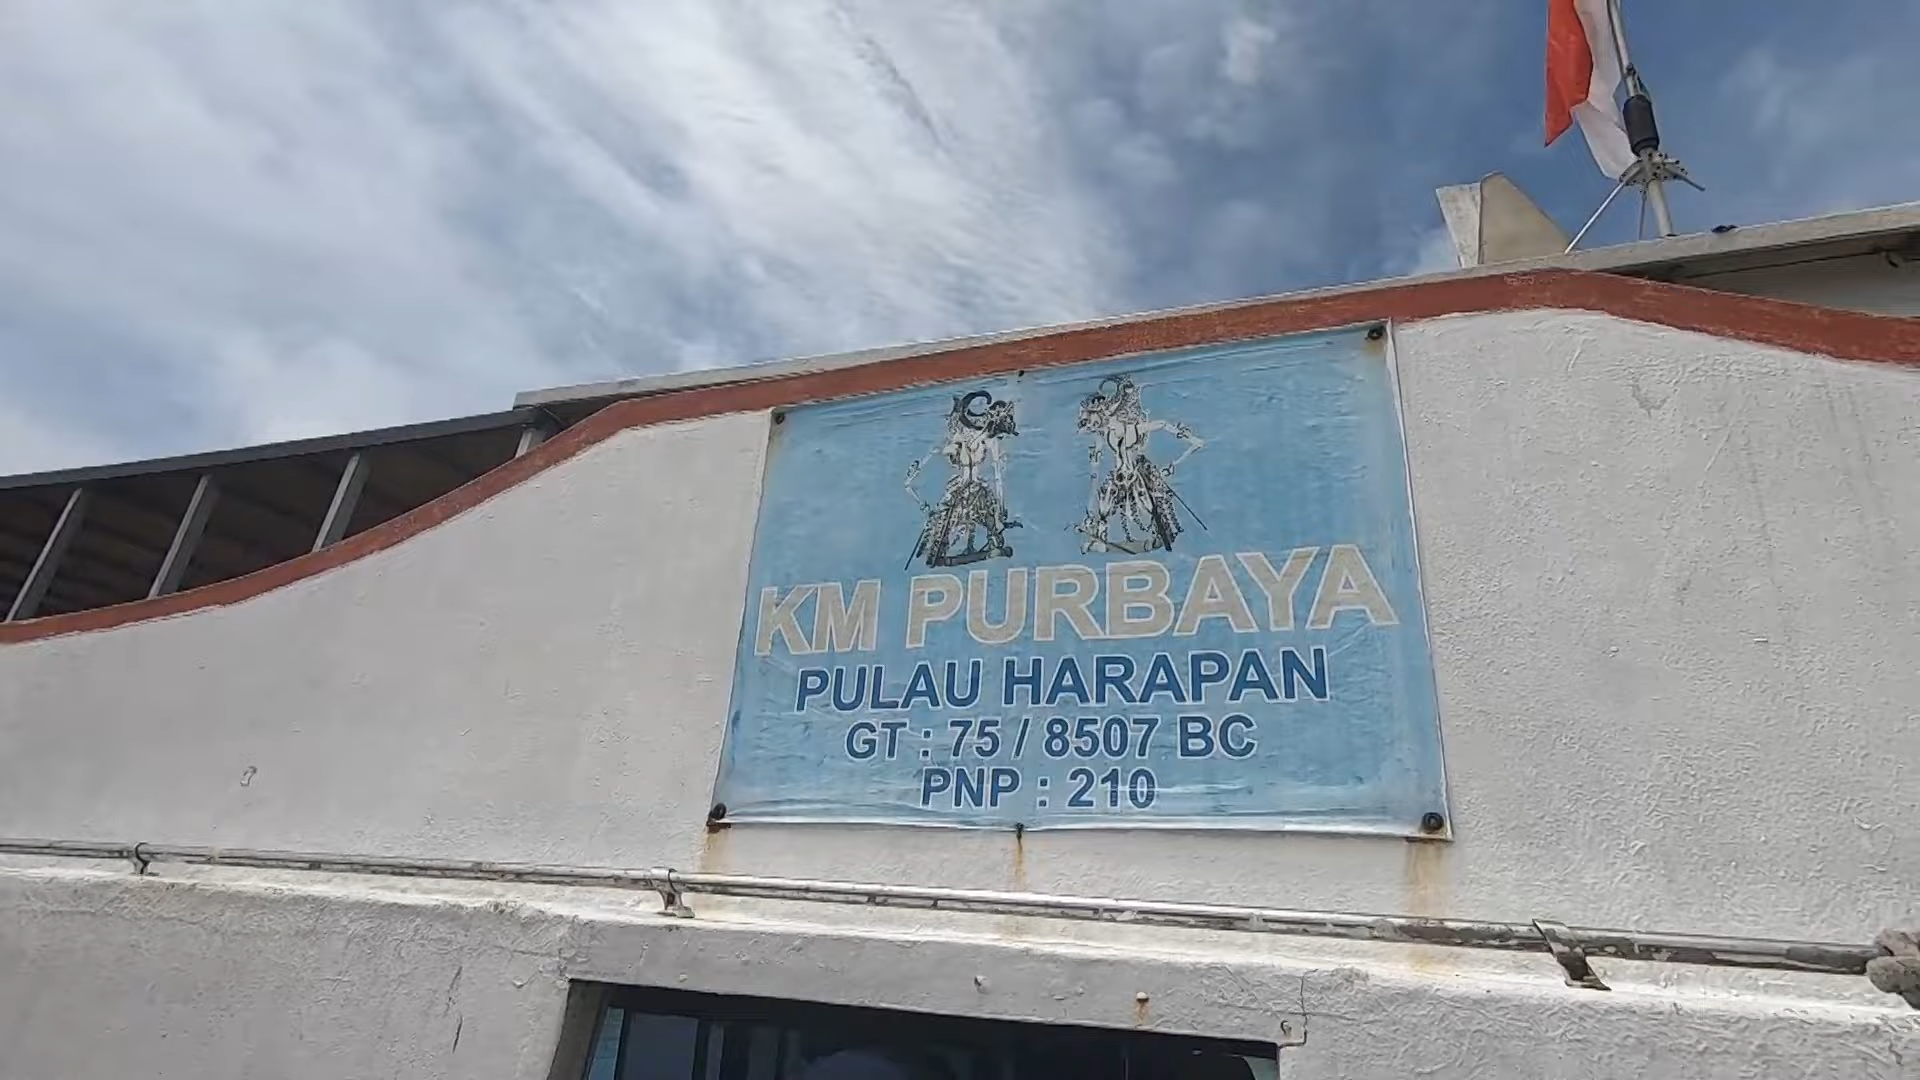 KM PURBAYA
PULAU HARAPAN
GT : 75 / 8507 BC
PNP : 210